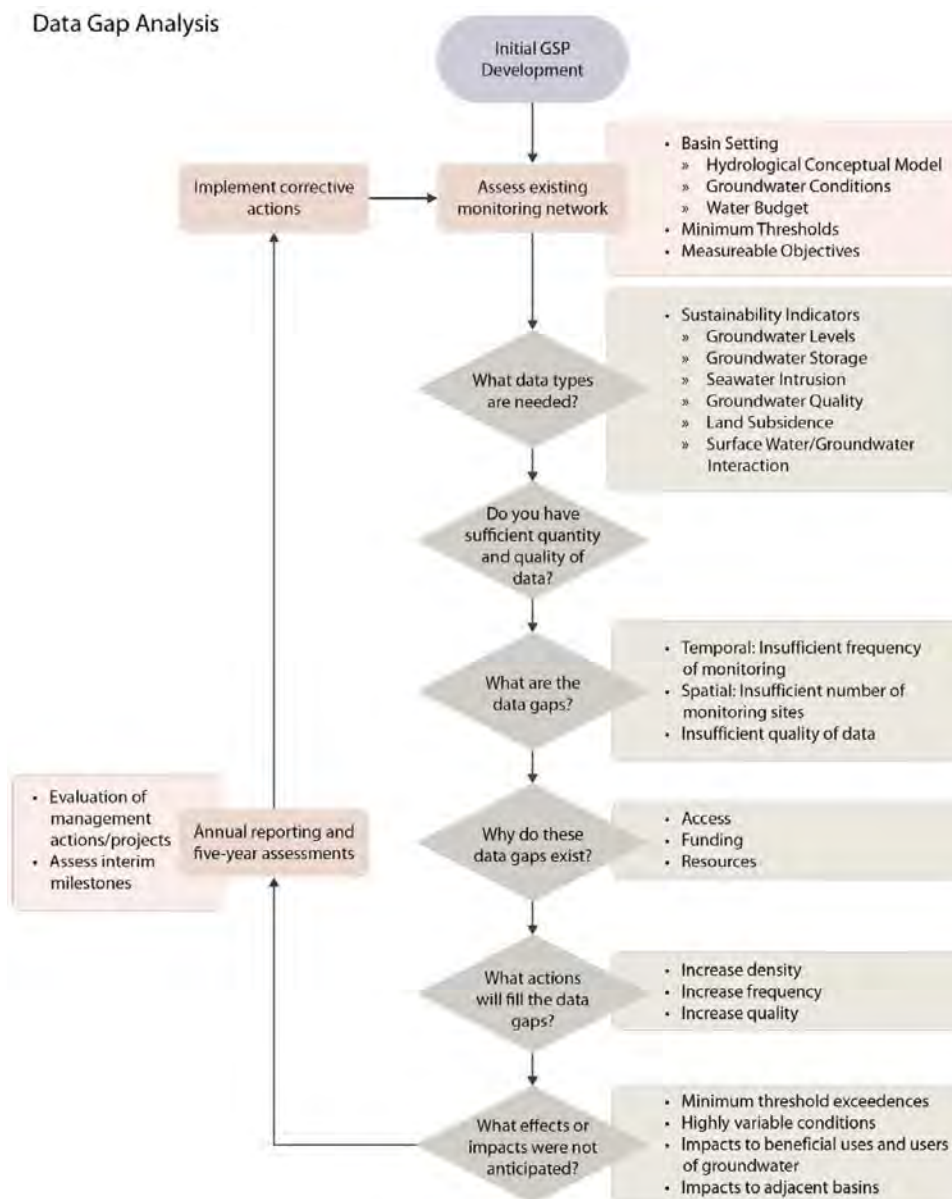 Data Gap Analysis
Initial GSP
Development
Implement corrective
actions
Assess existing
monitoring network
• Basin Setting
» Hydrological Conceptual Model
» Groundwater Conditions
» Water Budget
• Minimum Thresholds
• Measureable Objectives
What data types
are needed?
• Sustainability Indicators
» Groundwater Levels
» Groundwater Storage
» Seawater Intrusion
» Groundwater Quality
» Land Subsidence
» Surface Water/Groundwater
Interaction
Do you have
sufficient quantity
and quality of
data?
What are the
data gaps?
• Temporal: Insufficient frequency
of monitoring
• Spatial: Insufficient number of
monitoring sites
• Insufficient quality of data
• Evaluation of
management
actions/projects
• Assess interim
milestones
Annual reporting and
five-year assessments
Why do these
data gaps exist?
• Access
• Funding
• Resources
What actions
will fill the data
gaps?
• Increase density
• Increase frequency
• Increase quality
What effects or
impacts were not
anticipated?
• Minimum threshold exceedences
• Highly variable conditions
• Impacts to beneficial uses and users
of groundwater
• Impacts to adjacent basins